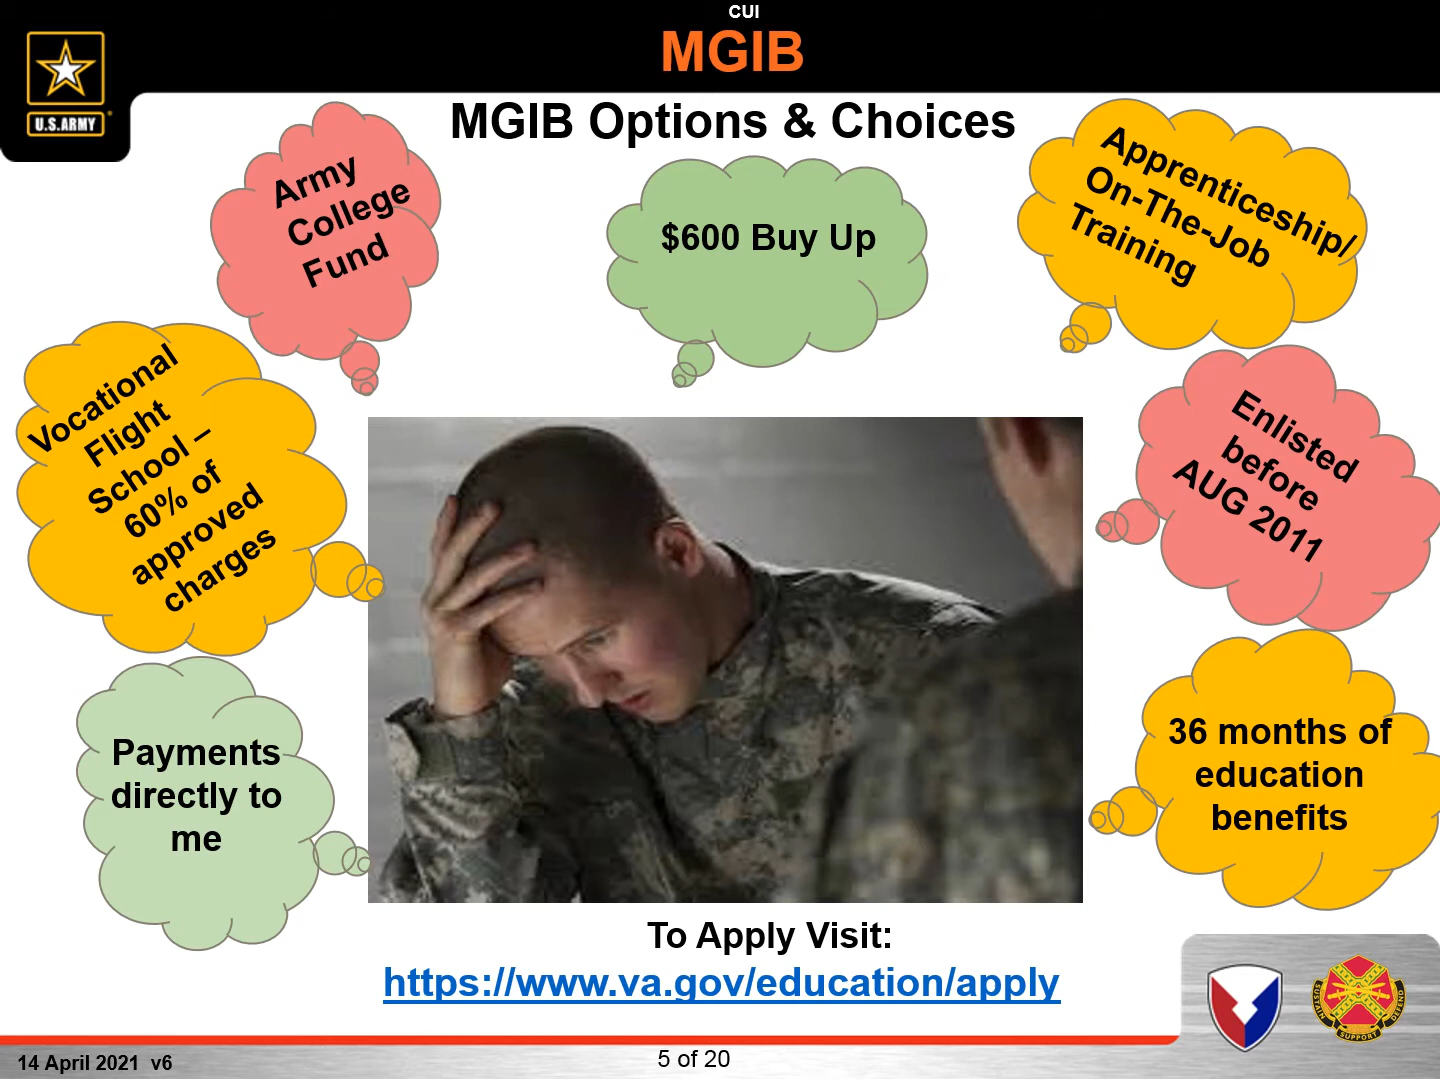 CUI
MGIB
U.S.ARMY
MGIB Options & Choices
Army
College
Fund
$600 Buy Up
Apprenticeship/
On-The-Job
Training
Vocational
Flight
School –
60% of
approved
charges
Enlisted
before
AUG 2011
Payments
directly to
me
36 months of
education
benefits
To Apply Visit:
https://www.va.gov/education/apply
SUSTAIN
SUPPORT
DEFEND
14 April 2021 v6
5 of 20